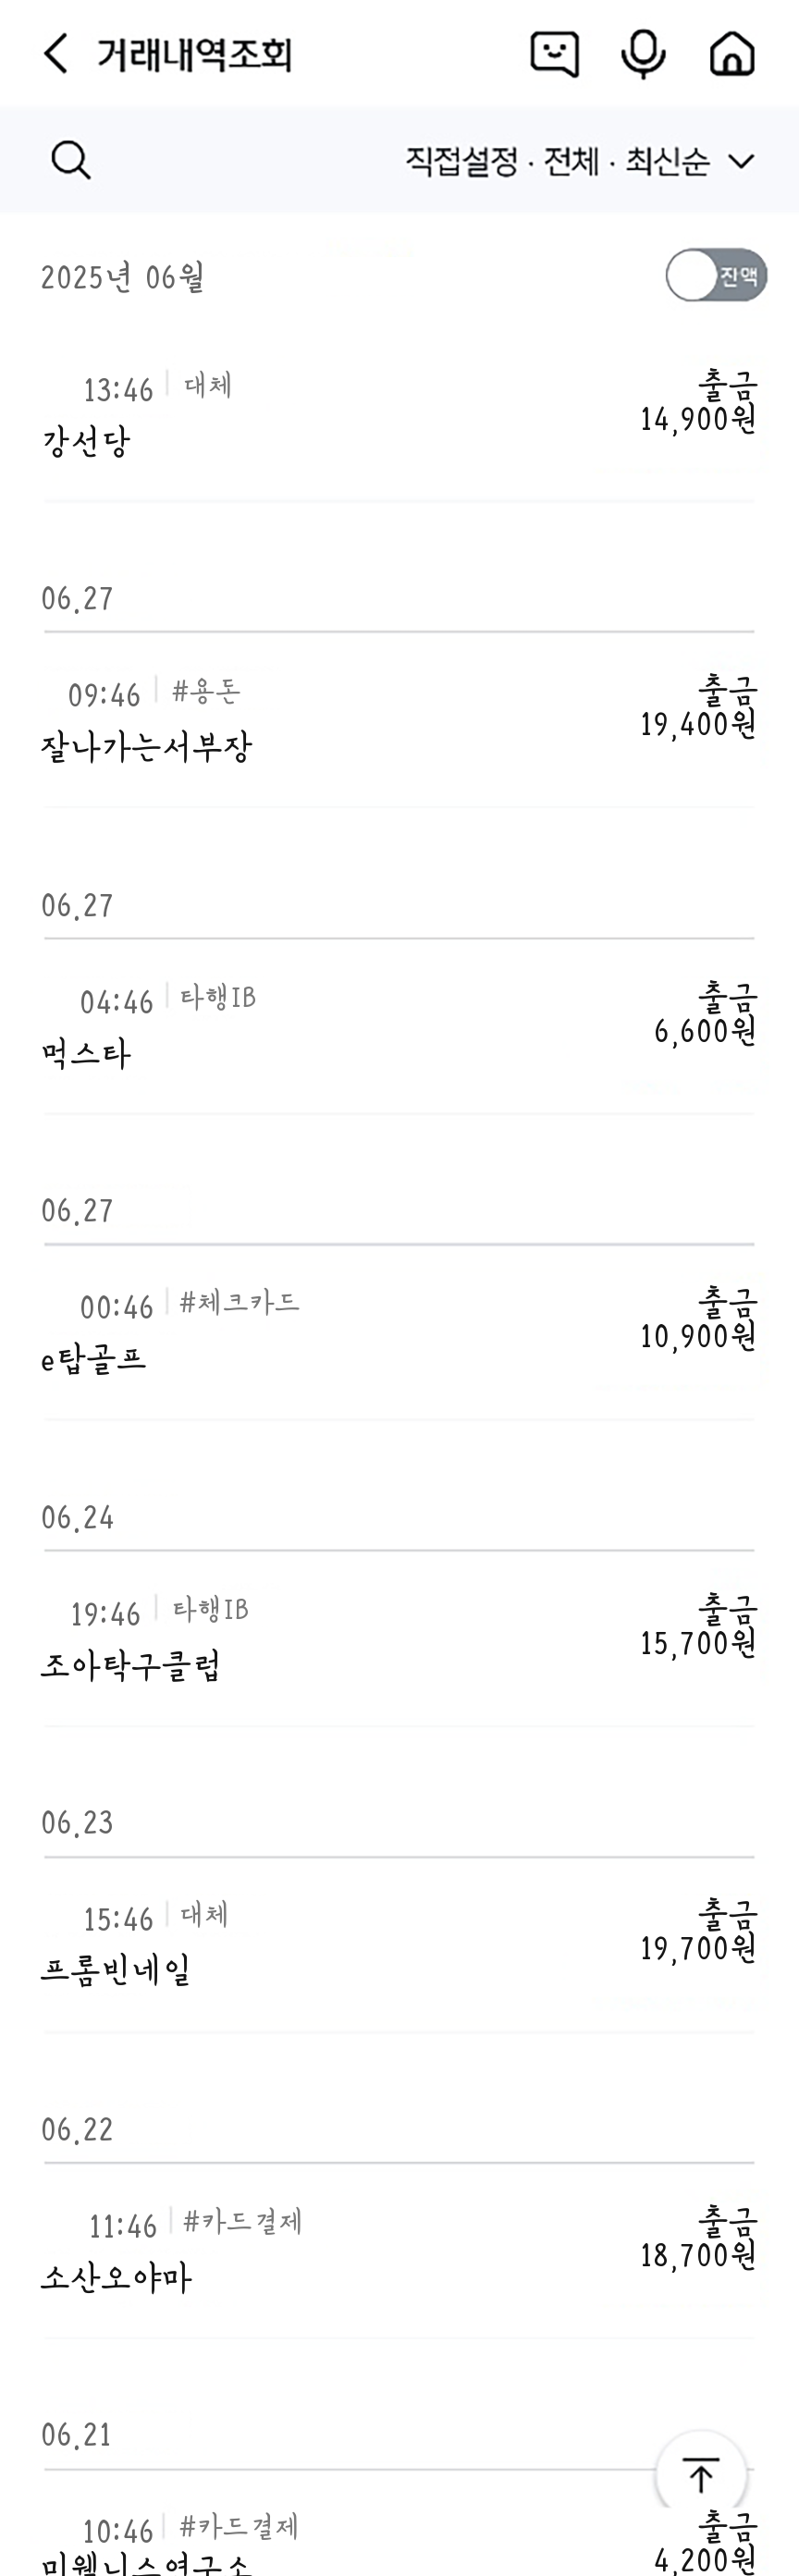 거래내역조회
직접설정 · 전체 · 최신순
2025년 06월
잔액
13:46 대체
출금
14,900원
강선당
06.27
09:46 #용돈
출금
19,400원
잘나가는서부장
06.27
04:46 타행IB
출금
6,600원
먹스타
06.27
00:46 #체크카드
출금
10,900원
e탑골프
06.24
19:46 타행IB
출금
15,700원
조아탁구클럽
06.23
15:46 대체
출금
19,700원
프롬빈네일
06.22
11:46 #카드결제
출금
18,700원
소산오야마
06.21
10:46 #카드결제
출금
4,200원
미웰니스연구소